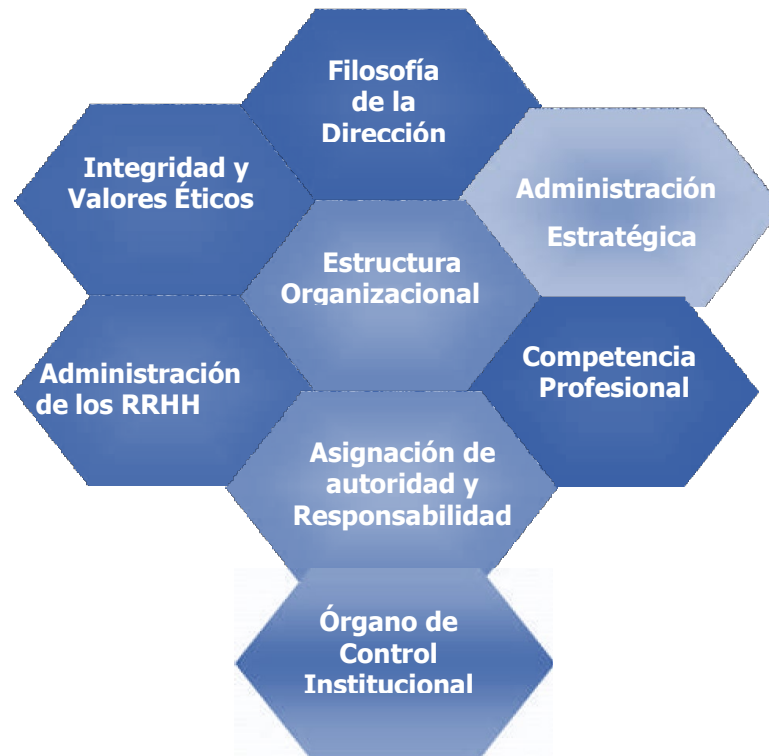 Filosofía
de la
Dirección
Integridad y
Valores Éticos
Administración
Estratégica
Estructura
Organizacional
Administración
de los RRHH
Competencia
Profesional
Asignación de
autoridad y
Responsabilidad
Órgano de
Control
Institucional